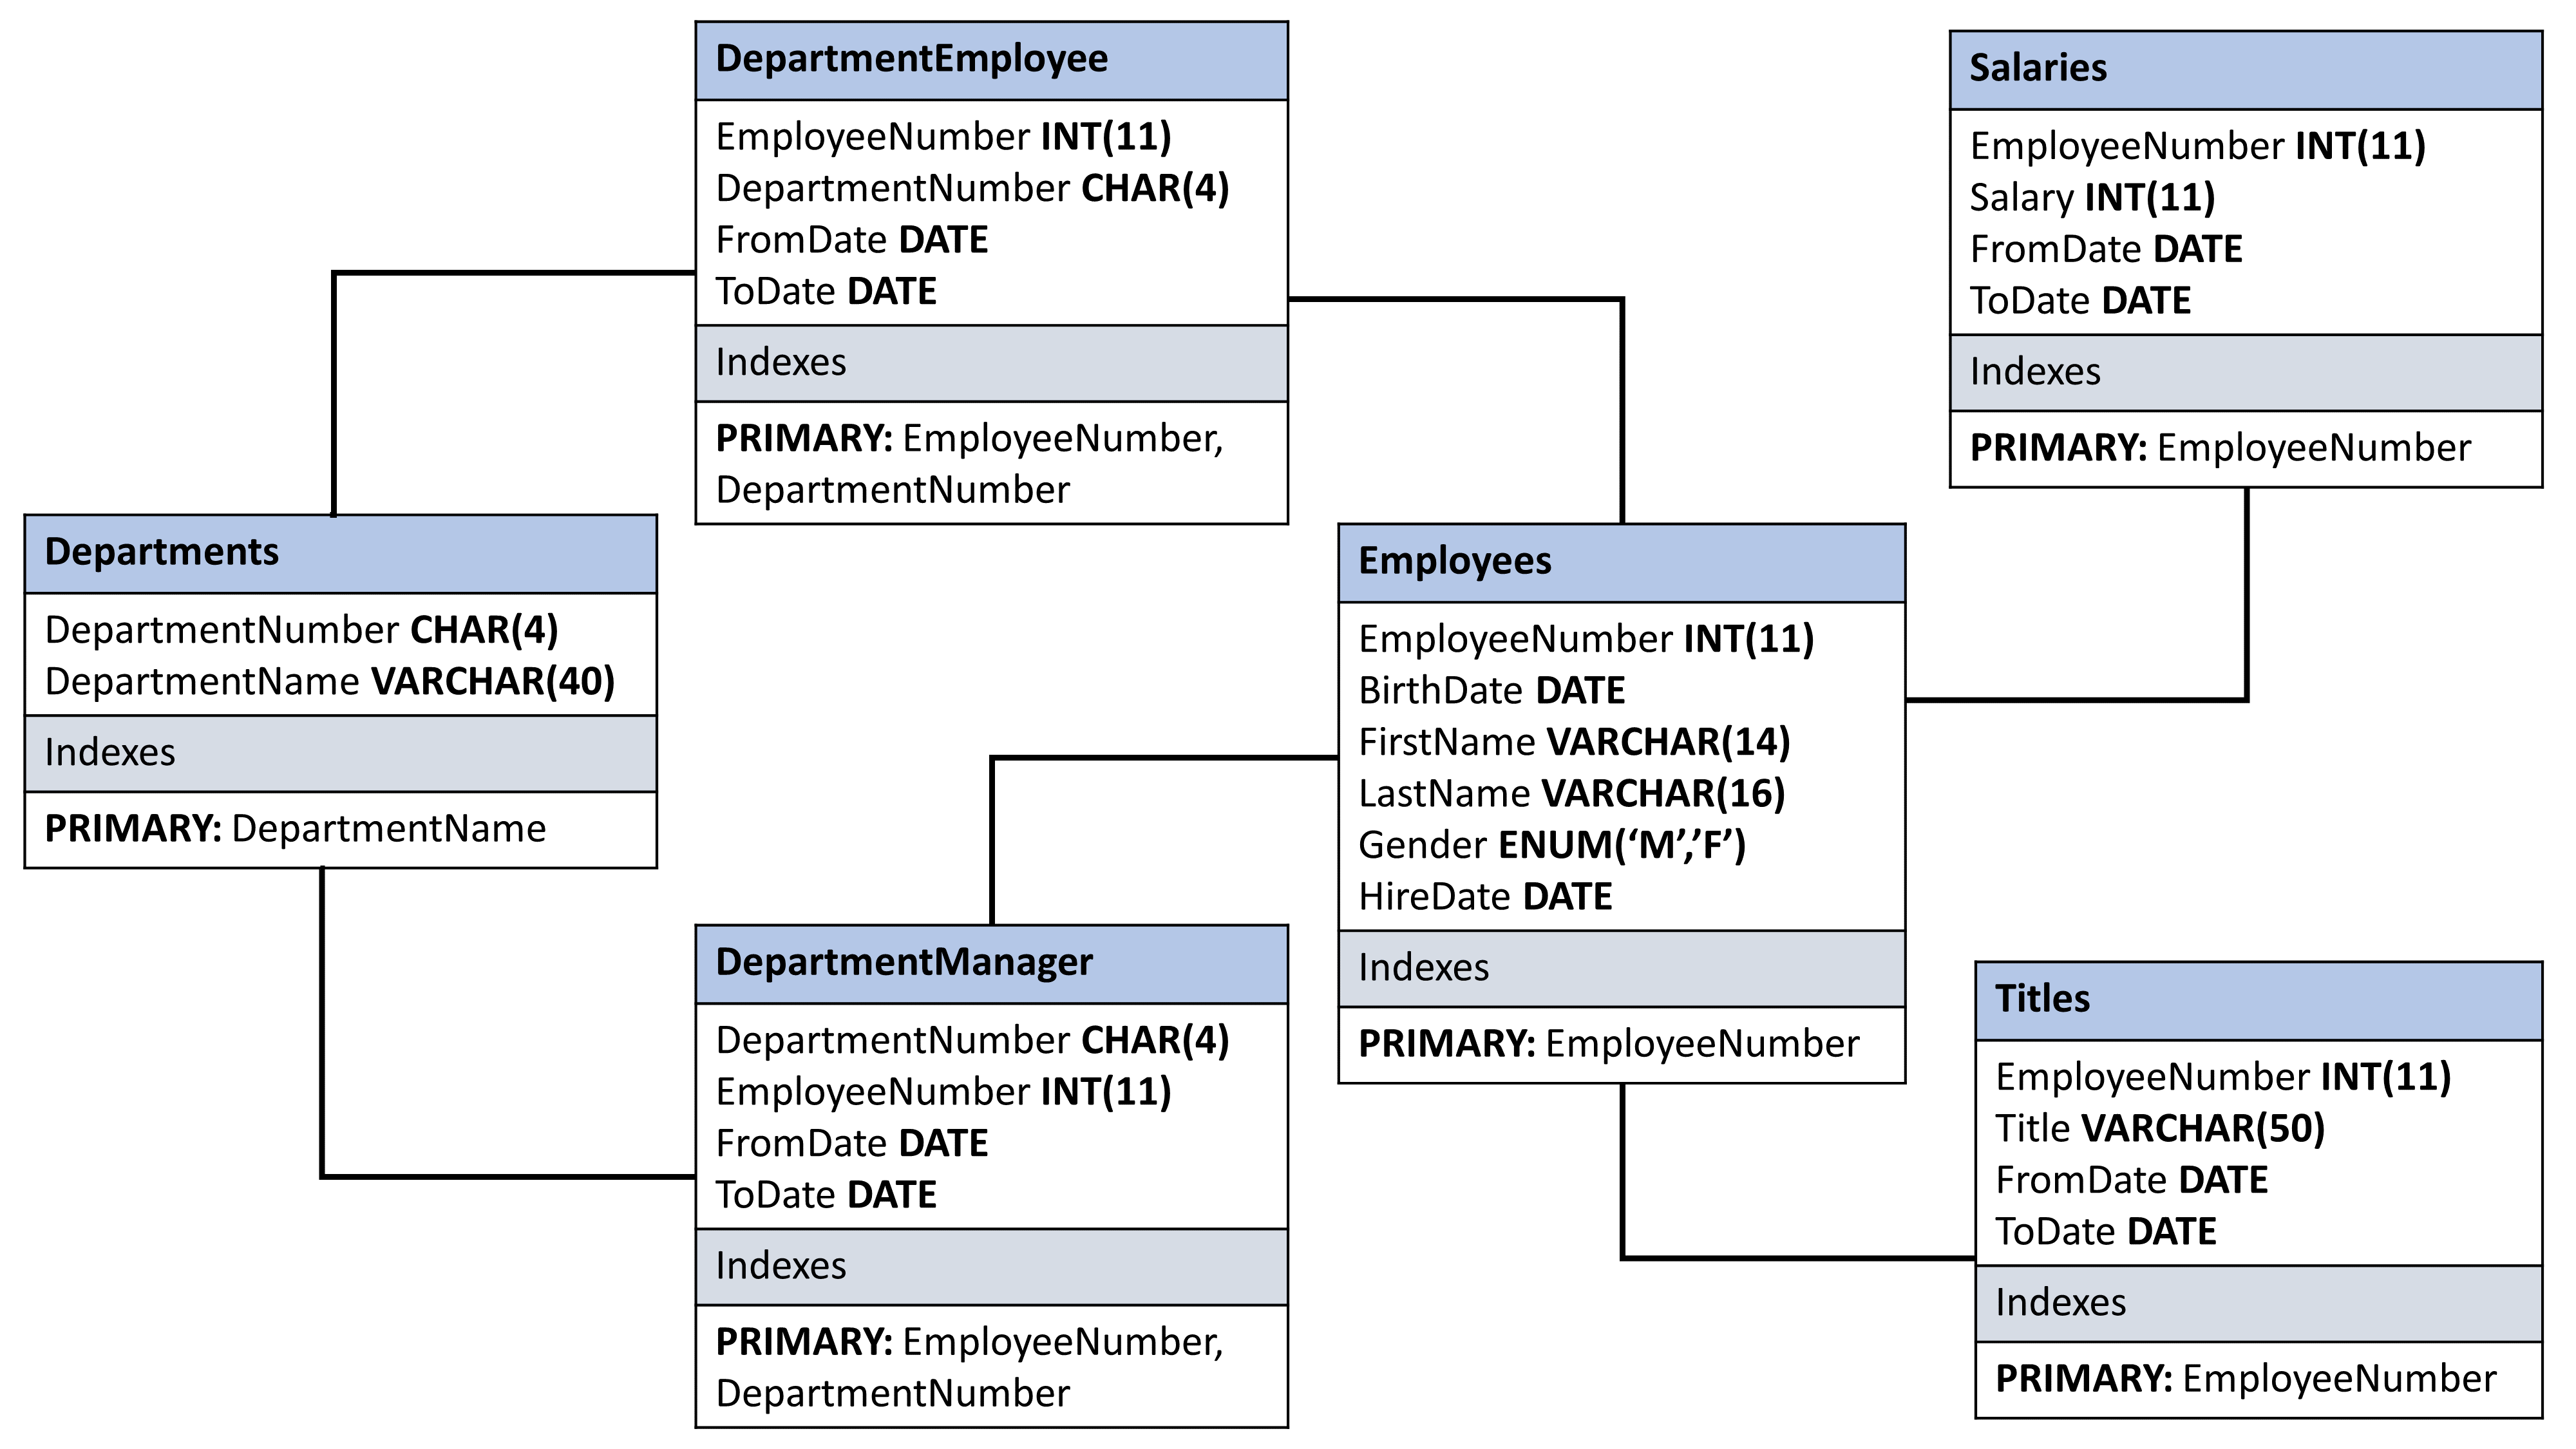 DepartmentEmployee
EmployeeNumber INT(11)
DepartmentNumber CHAR(4)
FromDate DATE
ToDate DATE
Indexes
PRIMARY: EmployeeNumber,
DepartmentNumber
Salaries
EmployeeNumber INT(11)
Salary INT(11)
FromDate DATE
ToDate DATE
Indexes
PRIMARY: EmployeeNumber
Departments
DepartmentNumber CHAR(4)
DepartmentName VARCHAR(40)
Indexes
PRIMARY: DepartmentName
Employees
EmployeeNumber INT(11)
BirthDate DATE
FirstName VARCHAR(14)
LastName VARCHAR(16)
Gender ENUM(‘M’,’F’)
HireDate DATE
Indexes
PRIMARY: EmployeeNumber
DepartmentManager
DepartmentNumber CHAR(4)
EmployeeNumber INT(11)
FromDate DATE
ToDate DATE
Indexes
PRIMARY: EmployeeNumber,
DepartmentNumber
Titles
EmployeeNumber INT(11)
Title VARCHAR(50)
FromDate DATE
ToDate DATE
Indexes
PRIMARY: EmployeeNumber